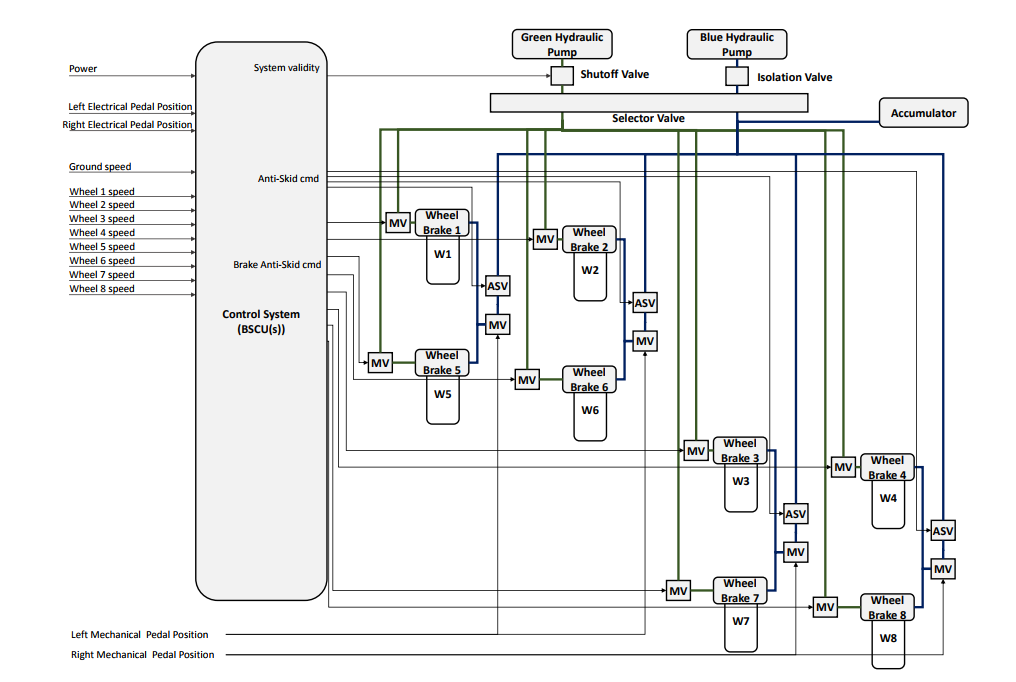 Green Hydraulic
Pump
Blue Hydraulic
Pump
Power
System validity
Shutoff Valve
Isolation Valve
Left Electrical Pedal Position
Right Electrical Pedal Position
Selector Valve
Accumulator
Ground speed
Anti-Skid cmd
Wheel 1 speed
Wheel 2 speed
Wheel 3 speed
Wheel 4 speed
Wheel 5 speed
Wheel 6 speed
Wheel 7 speed
Wheel 8 speed
Brake Anti-Skid cmd
Control System
(BSCU(s))
MV
Wheel
Brake 1
W1
MV
Wheel
Brake 2
W2
ASV
MV
ASV
MV
MV
Wheel
Brake 5
W5
MV
Wheel
Brake 6
W6
MV
Wheel
Brake 3
W3
MV
Wheel
Brake 4
W4
ASV
MV
ASV
MV
MV
Wheel
Brake 7
W7
MV
Wheel
Brake 8
W8
Left Mechanical Pedal Position
Right Mechanical Pedal Position